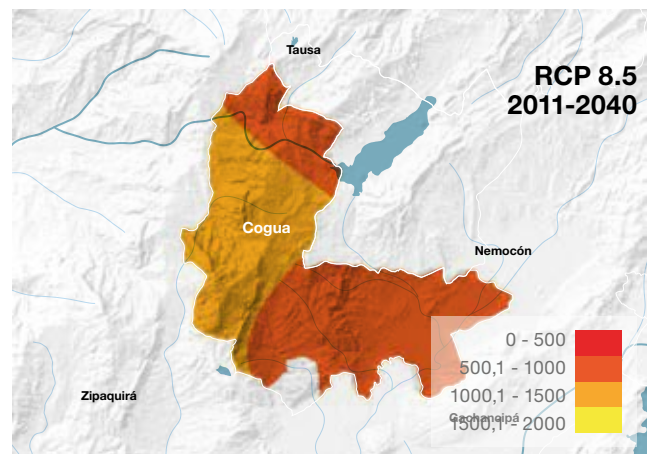 Tausa
RCP 8.5
2011-2040
Cogua
Nemocón
0 - 500
500,1 - 1000
Zipaquirá
1000,1 - 1500
Gachancipá
1500,1 - 2000